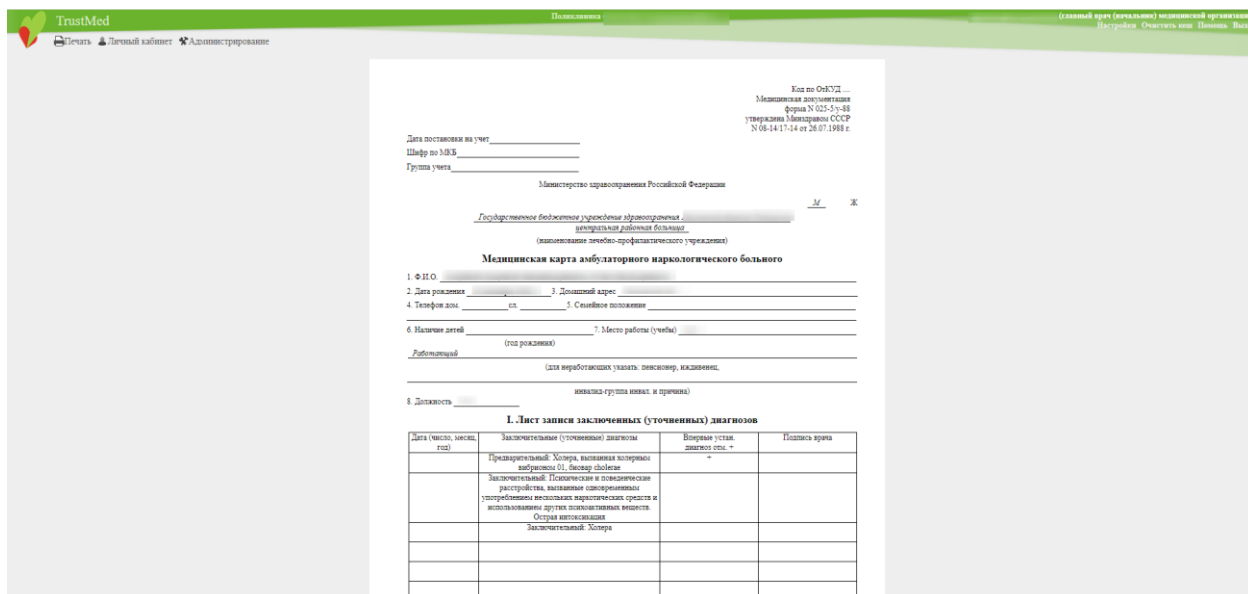 TrustMed
Поликлиника
(главный врач (начальник) медицинской организации
Настройки Очистить кеш Помощь Вых
Печать Личный кабинет Администрирование
Код по ОтКУД ....
Медицинская документация
форма N 025-5/у-88
утверждена Минздравом СССР
N 08-14/17-14 от 26.07.1988 г.
Дата постановки на учет
Шифр по МКБ
Группа учета
Министерство здравоохранения Российской Федерации
М Ж
Государственное бюджетное учреждение здравоохранения
центральная районная больница
(наименование лечебно-профилактического учреждения)
Медицинская карта амбулаторного наркологического больного
1. Ф.И.О.
2. Дата рождения 3. Домашний адрес
4. Телефон дом. сл. 5. Семейное положение
6. Наличие детей 7. Место работы (учебы)
(год рождения)
Работающий
(для неработающих указать: пенсионер, иждивенец,
инвалид-группа инвал. и причина)
8. Должность
I. Лист записи заключенных (уточненных) диагнозов
Дата (число, месяц, год) Заключительные (уточненные) диагнозы Впервые устан. диагноз отм. + Подпись врача
Предварительный: Холера, вызванная холерным +
вибрионом 01, биовар cholerae
Заключительный: Психические и поведенческие
расстройства, вызванные одновременным
употреблением нескольких наркотических средств и
использованием других психоактивных веществ.
Острая интоксикация
Заключительный: Холера